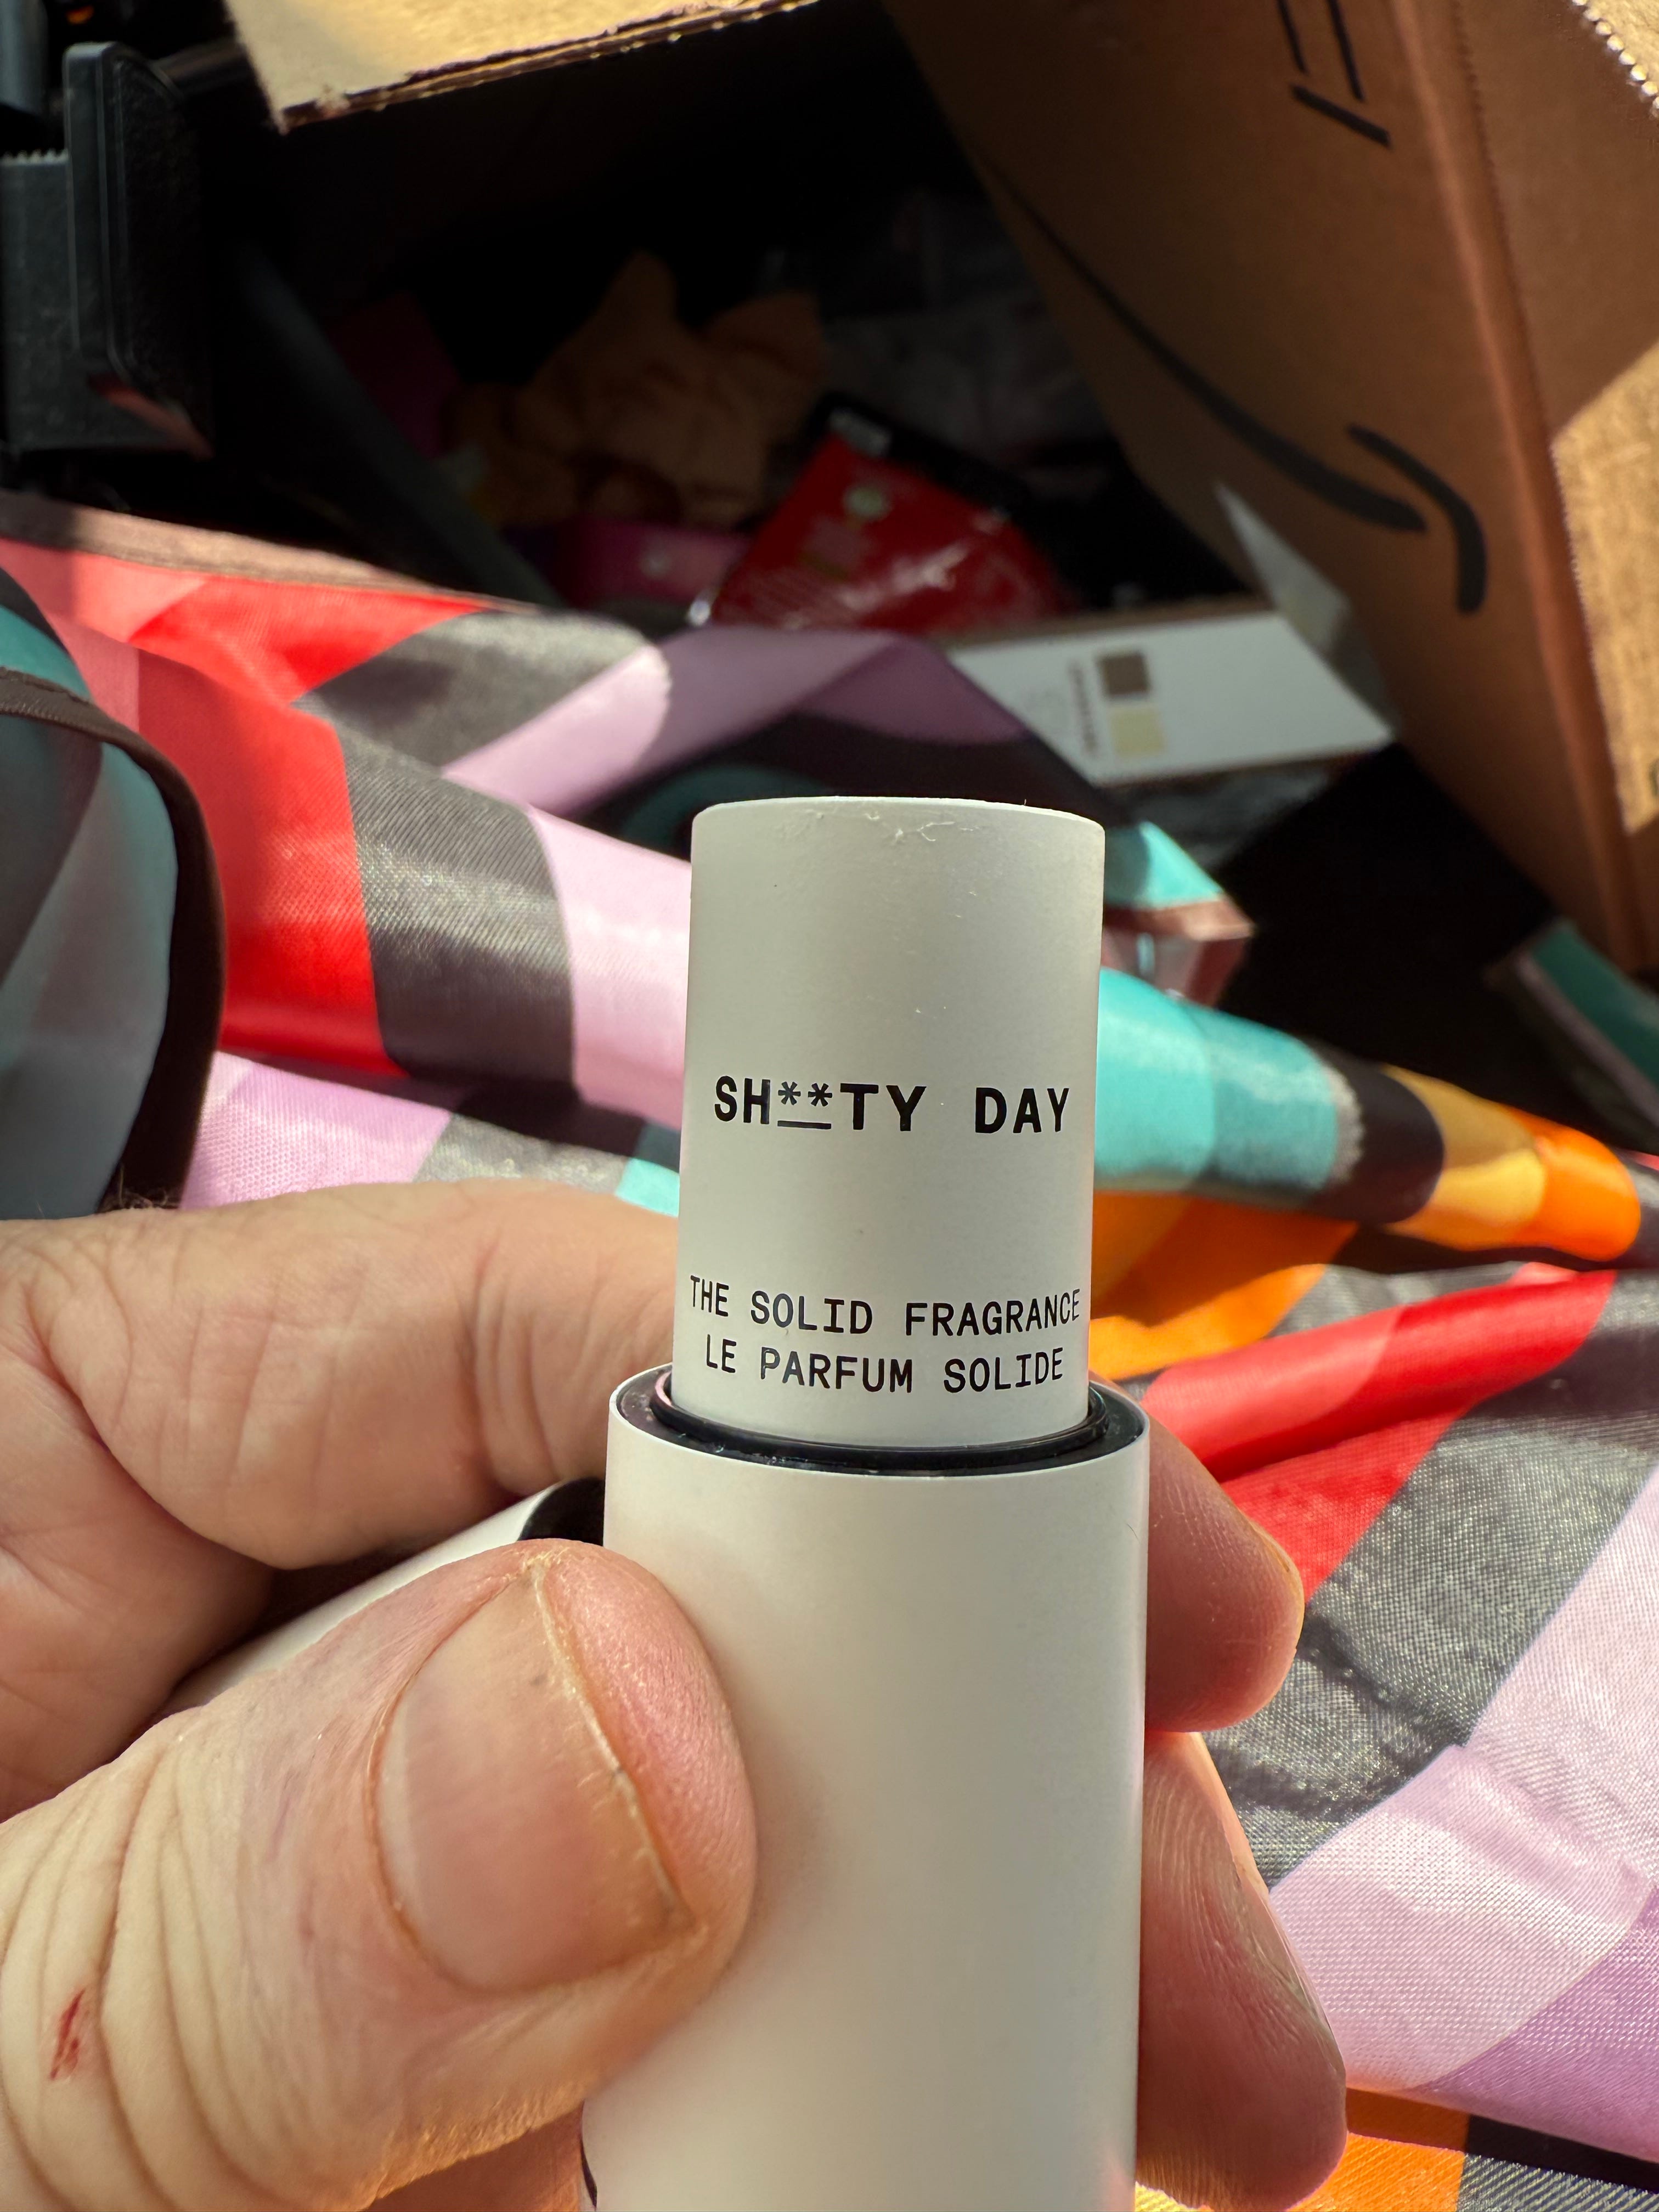 SH**TY DAY
THE SOLID FRAGRANCE
LE PARFUM SOLIDE